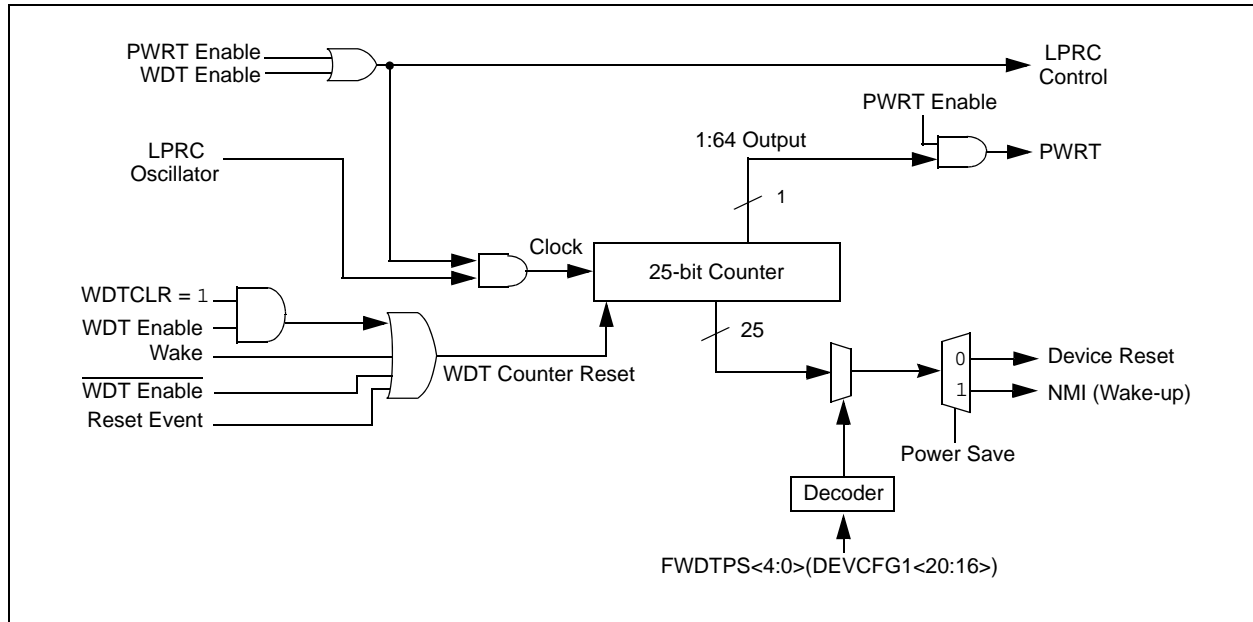 PWRT Enable
WDT Enable
LPRC
Control
PWRT Enable
1:64 Output
PWRT
LPRC
Oscillator
1
Clock
25-bit Counter
WDTCLR = 1
WDT Enable
Wake
WDT Enable
Reset Event
WDT Counter Reset
25
0
1
Device Reset
NMI (Wake-up)
Power Save
Decoder
FWDTPS<4:0>(DEVCFG1<20:16>)